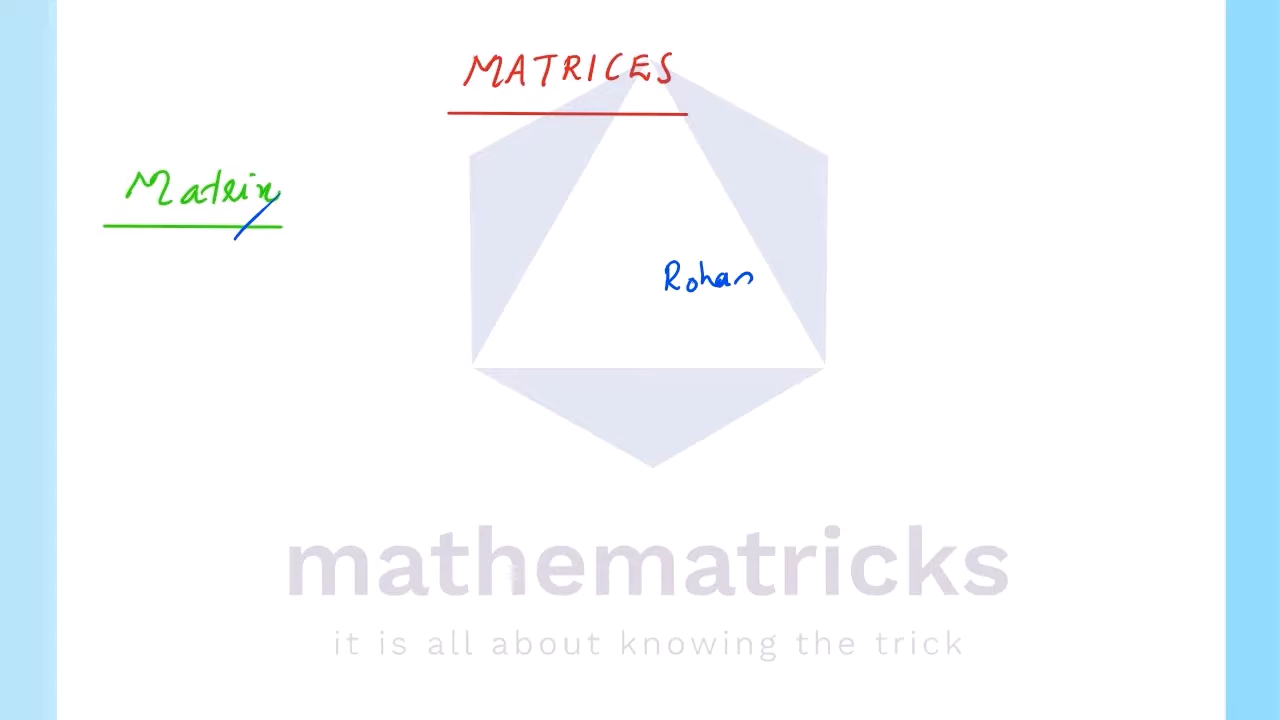 MATRICES
Matrix
Rohan
mathematricks
it is all about knowing the trick